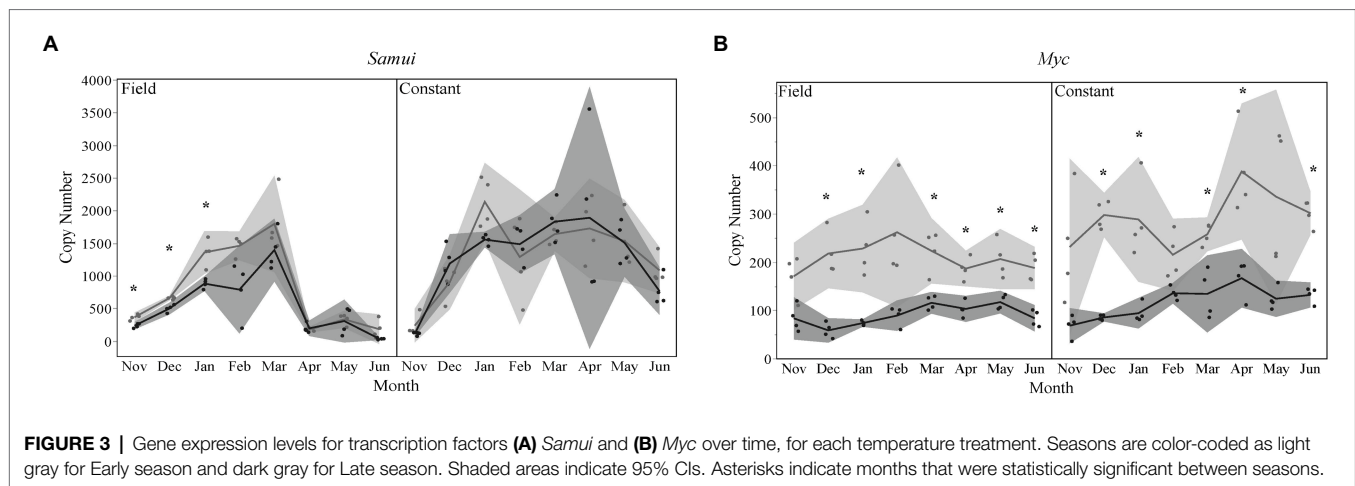 A
Samui
Field
Constant
Copy Number
4000
3500
3000
2500
2000
1500
1000
500
0
*
*
*
Nov Dec Jan Feb Mar Apr May Jun Nov Dec Jan Feb Mar Apr May Jun
Month
B
Myc
Field
Constant
Copy Number
500
400
300
200
100
0
* * * * * *
* * * * *
Nov Dec Jan Feb Mar Apr May Jun Nov Dec Jan Feb Mar Apr May Jun
Month
FIGURE 3 | Gene expression levels for transcription factors (A) Samui and (B) Myc over time, for each temperature treatment. Seasons are color-coded as light
gray for Early season and dark gray for Late season. Shaded areas indicate 95% CIs. Asterisks indicate months that were statistically significant between seasons.